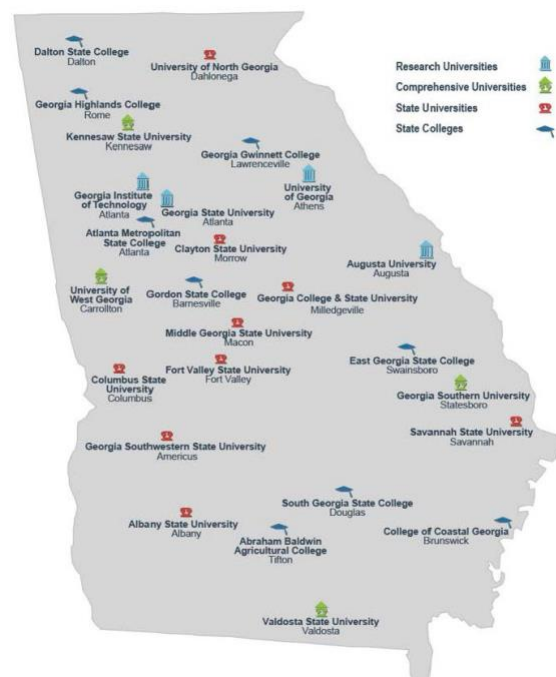 Dalton State College
Dalton
University of North Georgia
Dahlonega
Research Universities
Comprehensive Universities
State Universities
State Colleges
Georgia Highlands College
Rome
Kennesaw State University
Kennesaw
Georgia Gwinnett College
Lawrenceville
University
of Georgia
Athens
Georgia Institute
of Technology
Atlanta
Georgia State University
Atlanta
Atlanta Metropolitan
State College
Atlanta
Clayton State University
Morrow
Augusta University
Augusta
University of
West Georgia
Carrollton
Gordon State College
Barnesville
Georgia College & State University
Milledgeville
Middle Georgia State University
Macon
East Georgia State College
Swainsboro
Fort Valley State University
Fort Valley
Columbus State
University
Columbus
Georgia Southern University
Statesboro
Savannah State University
Savannah
Georgia Southwestern State University
Americus
South Georgia State College
Douglas
Albany State University
Albany
Abraham Baldwin
Agricultural College
Tifton
College of Coastal Georgia
Brunswick
Valdosta State University
Valdosta